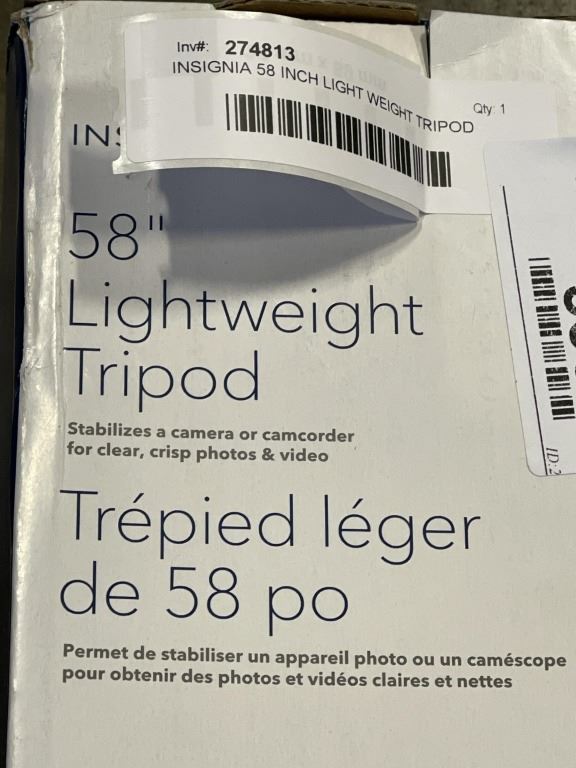 Inv#: 274813
INSIGNIA 58 INCH LIGHT WEIGHT TRIPOD
Qty: 1
58"
Lightweight
Tripod
Stabilizes a camera or camcorder
for clear, crisp photos & video
Trépied léger
de 58 po
Permet de stabiliser un appareil photo ou un caméscope
pour obtenir des photos et vidéos claires et nettes